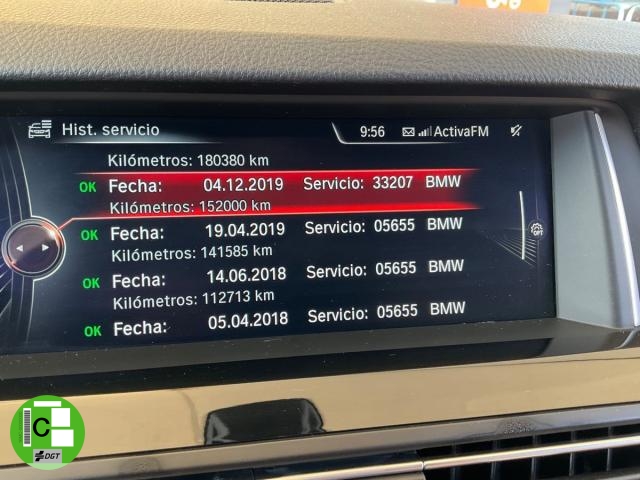 Hist. servicio 9:56 ActivaFM
Kilómetros: 180380 km
OK Fecha: 04.12.2019 Servicio: 33207 BMW
Kilómetros: 152000 km
OK Fecha: 19.04.2019 Servicio: 05655 BMW
Kilómetros: 141585 km
OK Fecha: 14.06.2018 Servicio: 05655 BMW
Kilómetros: 112713 km
OK Fecha: 05.04.2018 Servicio: 05655 BMW
OPT
C
DGT